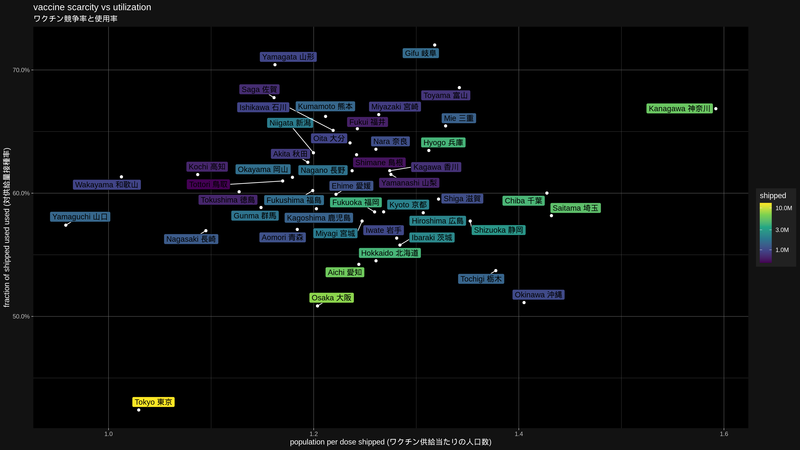 vaccine scarcity vs utilization
ワクチン競争率と使用率
Gifu 岐阜
Yamagata 山形
70.0%
Saga 佐賀
Toyama 富山
Ishikawa 石川
Kumamoto 熊本
Miyazaki 宮崎
Kanagawa 神奈川
Niigata 新潟
Fukui 福井
Mie 三重
Oita 大分
Nara 奈良
Hyogo 兵庫
Akita 秋田
Shimane 島根
Kochi 高知
Okayama 岡山
Nagano 長野
Kagawa 香川
Wakayama 和歌山
Tottori 鳥取
Ehime 愛媛
Yamanashi 山梨
60.0%
Tokushima 徳島
Fukushima 福島
Fukuoka 福岡
Kyoto 京都
Shiga 滋賀
Chiba 千葉
Saitama 埼玉
Yamaguchi 山口
Gunma 群馬
Kagoshima 鹿児島
Hiroshima 広島
Nagasaki 長崎
Aomori 青森
Miyagi 宮城
Iwate 岩手
Ibaraki 茨城
Shizuoka 静岡
Hokkaido 北海道
Aichi 愛知
Tochigi 栃木
Osaka 大阪
Okinawa 沖縄
50.0%
Tokyo 東京
fraction of shipped used used (対供給量接種率)
1.0
1.2
1.4
1.6
population per dose shipped (ワクチン供給当たりの人口数)
shipped
10.0M
3.0M
1.0M